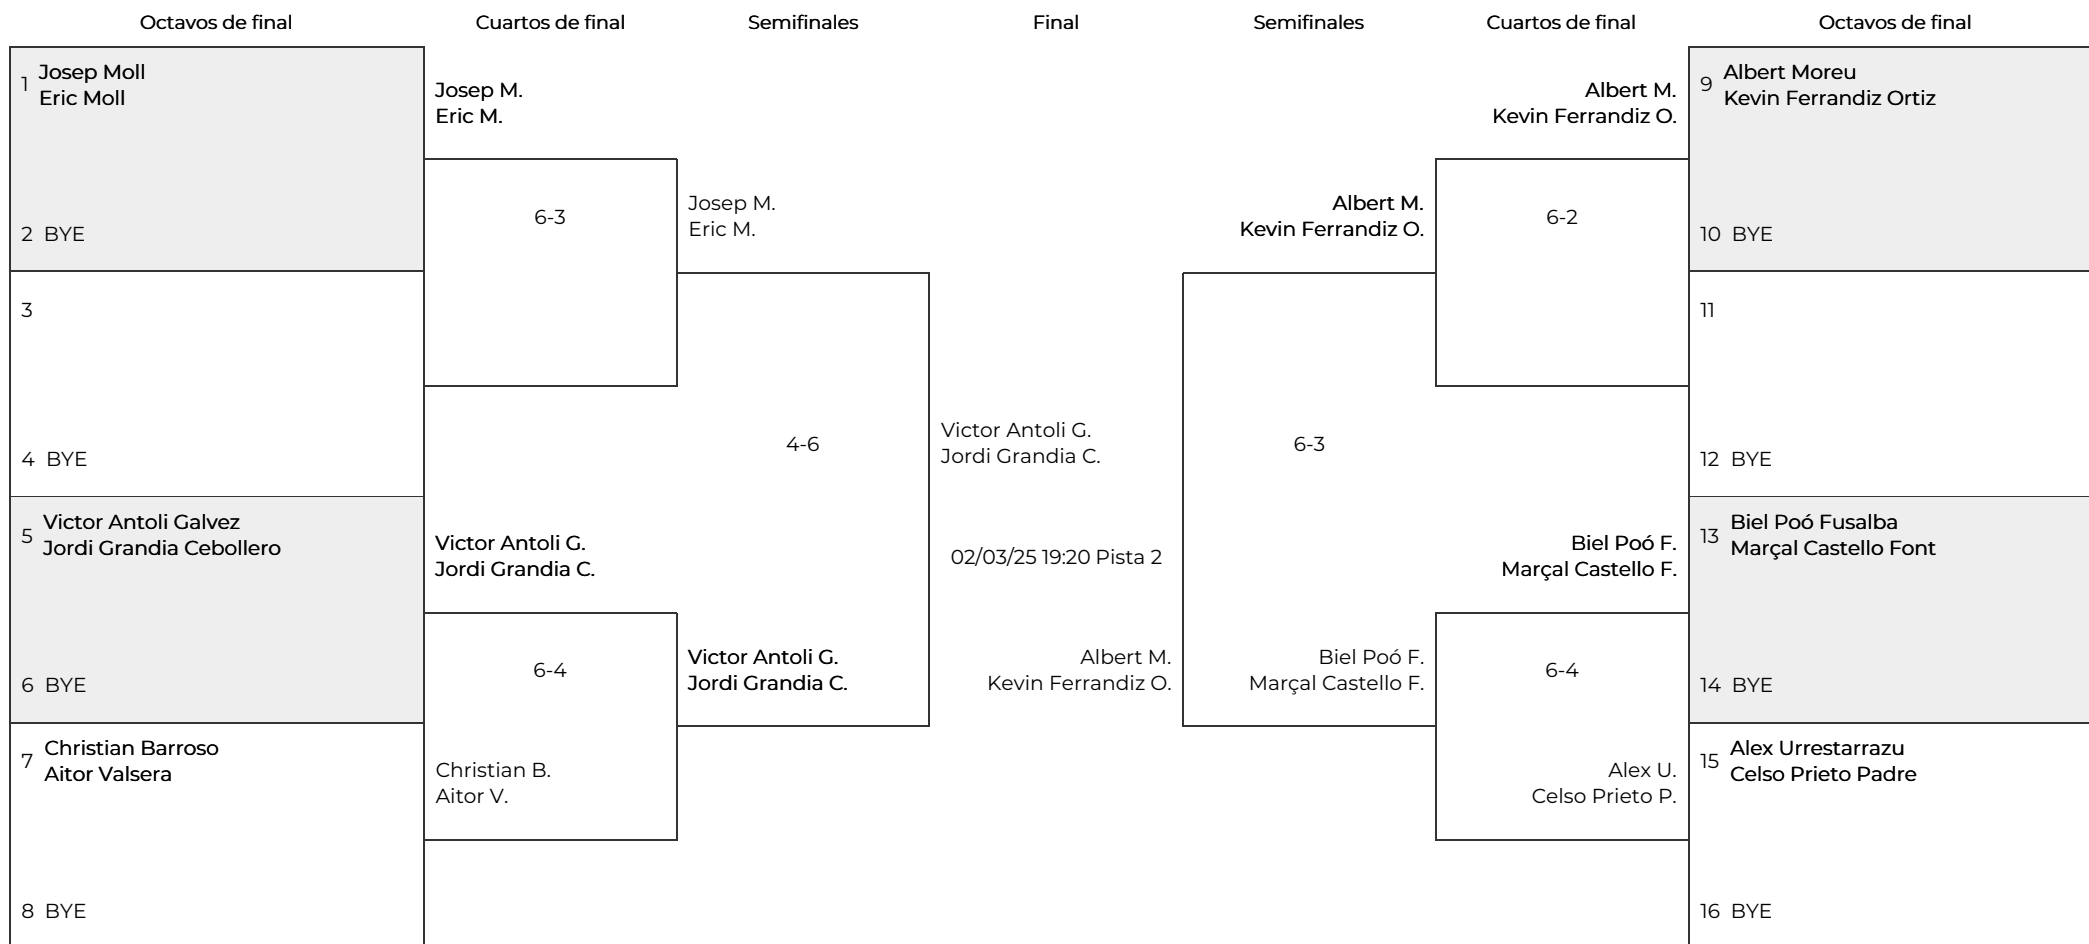 Octavos de final
Cuartos de final
Semifinales
Final
Semifinales
Cuartos de final
Octavos de final
1
Josep Moll
Eric Moll
2 BYE
3
4 BYE
5
Victor Antoli Galvez
Jordi Grandia Cebollero
6 BYE
7
Christian Barroso
Aitor Valsera
8 BYE
Josep M.
Eric M.
6-3
Victor Antoli G.
Jordi Grandia C.
6-4
Christian B.
Aitor V.
Josep M.
Eric M.
4-6
Victor Antoli G.
Jordi Grandia C.
Victor Antoli G.
Jordi Grandia C.
02/03/25 19:20 Pista 2
Albert M.
Kevin Ferrandiz O.
Albert M.
Kevin Ferrandiz O.
6-3
Biel Poó F.
Marçal Castello F.
Albert M.
Kevin Ferrandiz O.
6-2
Biel Poó F.
Marçal Castello F.
6-4
Alex U.
Celso Prieto P.
9
Albert Moreu
Kevin Ferrandiz Ortiz
10 BYE
11
12 BYE
13
Biel Poó Fusalba
Marçal Castello Font
14 BYE
15
Alex Urrestarrazu
Celso Prieto Padre
16 BYE